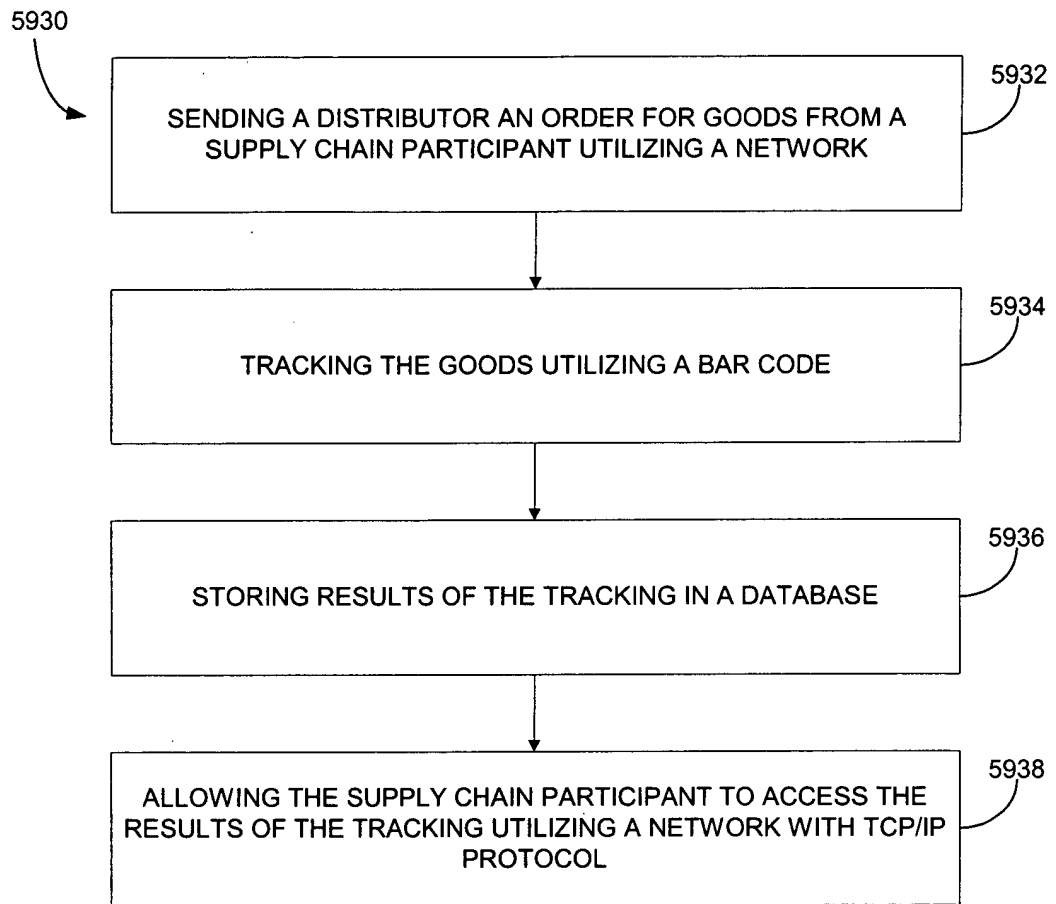 5930
5932
SENDING A DISTRIBUTOR AN ORDER FOR GOODS FROM A
SUPPLY CHAIN PARTICIPANT UTILIZING A NETWORK
5934
TRACKING THE GOODS UTILIZING A BAR CODE
5936
STORING RESULTS OF THE TRACKING IN A DATABASE
5938
ALLOWING THE SUPPLY CHAIN PARTICIPANT TO ACCESS THE
RESULTS OF THE TRACKING UTILIZING A NETWORK WITH TCP/IP
PROTOCOL